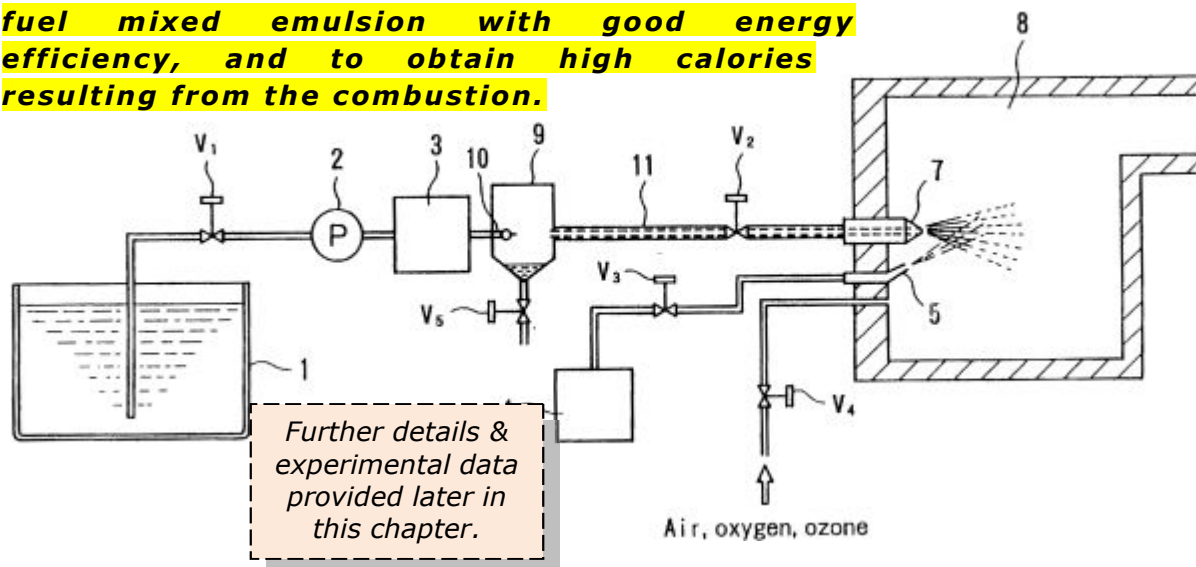 fuel mixed emulsion with good energy
efficiency, and to obtain high calories
resulting from the combustion.
8
V₁
2
3
10
9
11
V₂
7
P
V₃
V₅
5
1
V₄
Further details &
experimental data
provided later in
this chapter.
Air, oxygen, ozone